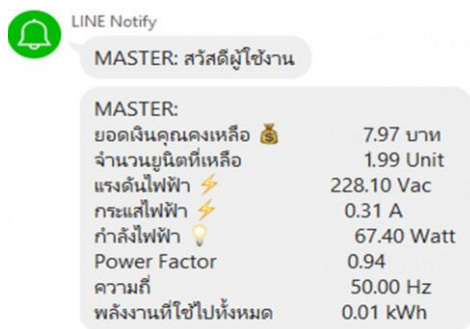 LINE Notify
MASTER: สวัสดีผู้ใช้งาน
MASTER:
ยอดเงินคุณคงเหลือ 💰 7.97 บาท
จำนวนยูนิตที่เหลือ 1.99 Unit
แรงดันไฟฟ้า ⚡ 228.10 Vac
กระแสไฟฟ้า ⚡ 0.31 A
กำลังไฟฟ้า 💡 67.40 Watt
Power Factor 0.94
ความถี่ 50.00 Hz
พลังงานที่ใช้ไปทั้งหมด 0.01 kWh